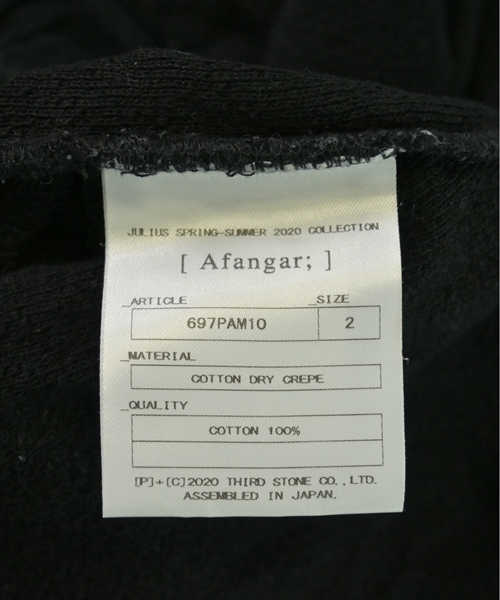 JULIUS SPRING-SUMMER 2020 COLLECTION
[ Afangar; ]
_ARTICLE _SIZE
697PAM10 2
_MATERIAL
COTTON DRY CREPE
_QUALITY
COTTON 100%
[P]+[C]2020 THIRD STONE CO.,LTD.
ASSEMBLED IN JAPAN.